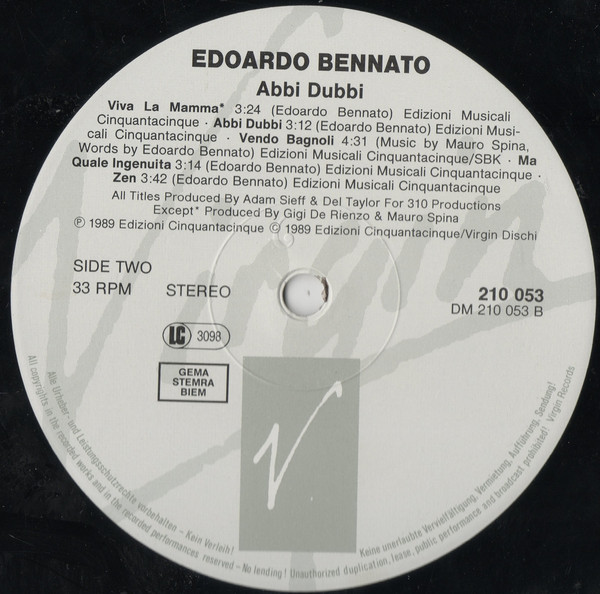 EDOARDO BENNATO
Abbi Dubbi
Viva La Mamma* 3:24 (Edoardo Bennato) Edizioni Musicali
Cinquantacinque · Abbi Dubbi 3:12 (Edoardo Bennato) Edizioni Musi-
cali Cinquantacinque · Vendo Bagnoli 4:31 (Music by Mauro Spina,
Words by Edoardo Bennato) Edizioni Musicali Cinquantacinque/SBK · Ma
Quale Ingenuita 3:14 (Edoardo Bennato) Edizioni Musicali Cinquantacinque ·
Zen 3:42 (Edoardo Bennato) Edizioni Musicali Cinquantacinque
All Titles Produced By Adam Sieff & Del Taylor For 310 Productions
Except* Produced By Gigi De Rienzo & Mauro Spina
℗ 1989 Edizioni Cinquantacinque © 1989 Edizioni Cinquantacinque/Virgin Dischi
SIDE TWO
33 RPM STEREO
210 053
DM 210 053 B
LC 3098
GEMA
STEMRA
BIEM
Virgin
Alle Urheber- und Leistungsschutzrechte vorbehalten – Kein Verleih! Keine unerlaubte Vervielfältigung, Vermietung, Aufführung, Sendung!
All copyrights in the recorded works and in the recorded performances reserved – No lending! Unauthorized duplication, lease, public performance and broadcast prohibited! Virgin Records